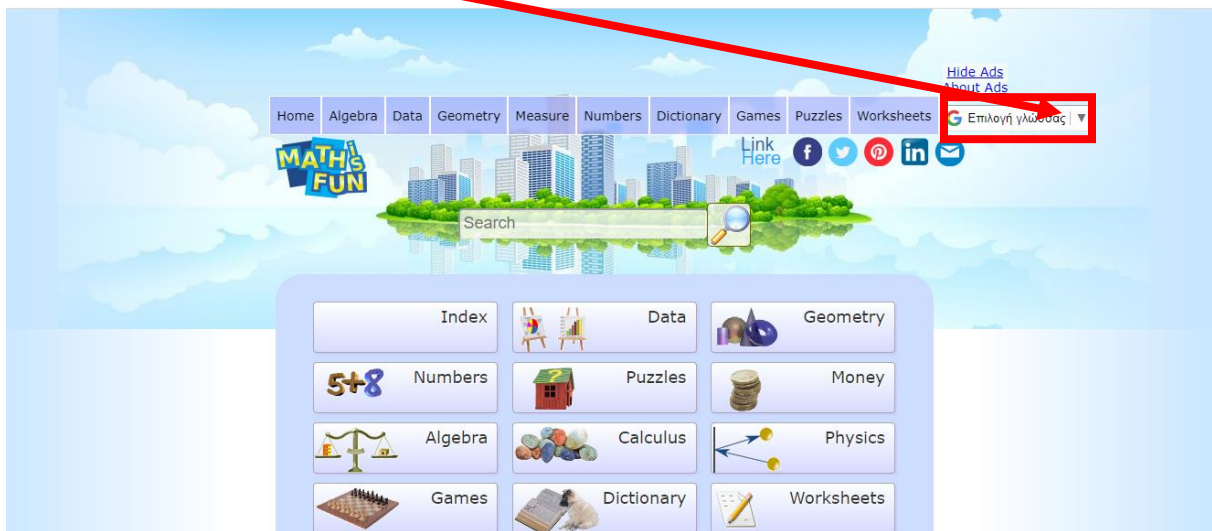 Hide Ads
About Ads
Home Algebra Data Geometry Measure Numbers Dictionary Games Puzzles Worksheets
G Επιλογή γλώσσας ▼
MATH iS FUN
Link
Here
Search
Index Data Geometry
5+8 Numbers Puzzles Money
Algebra Calculus Physics
Games Dictionary Worksheets